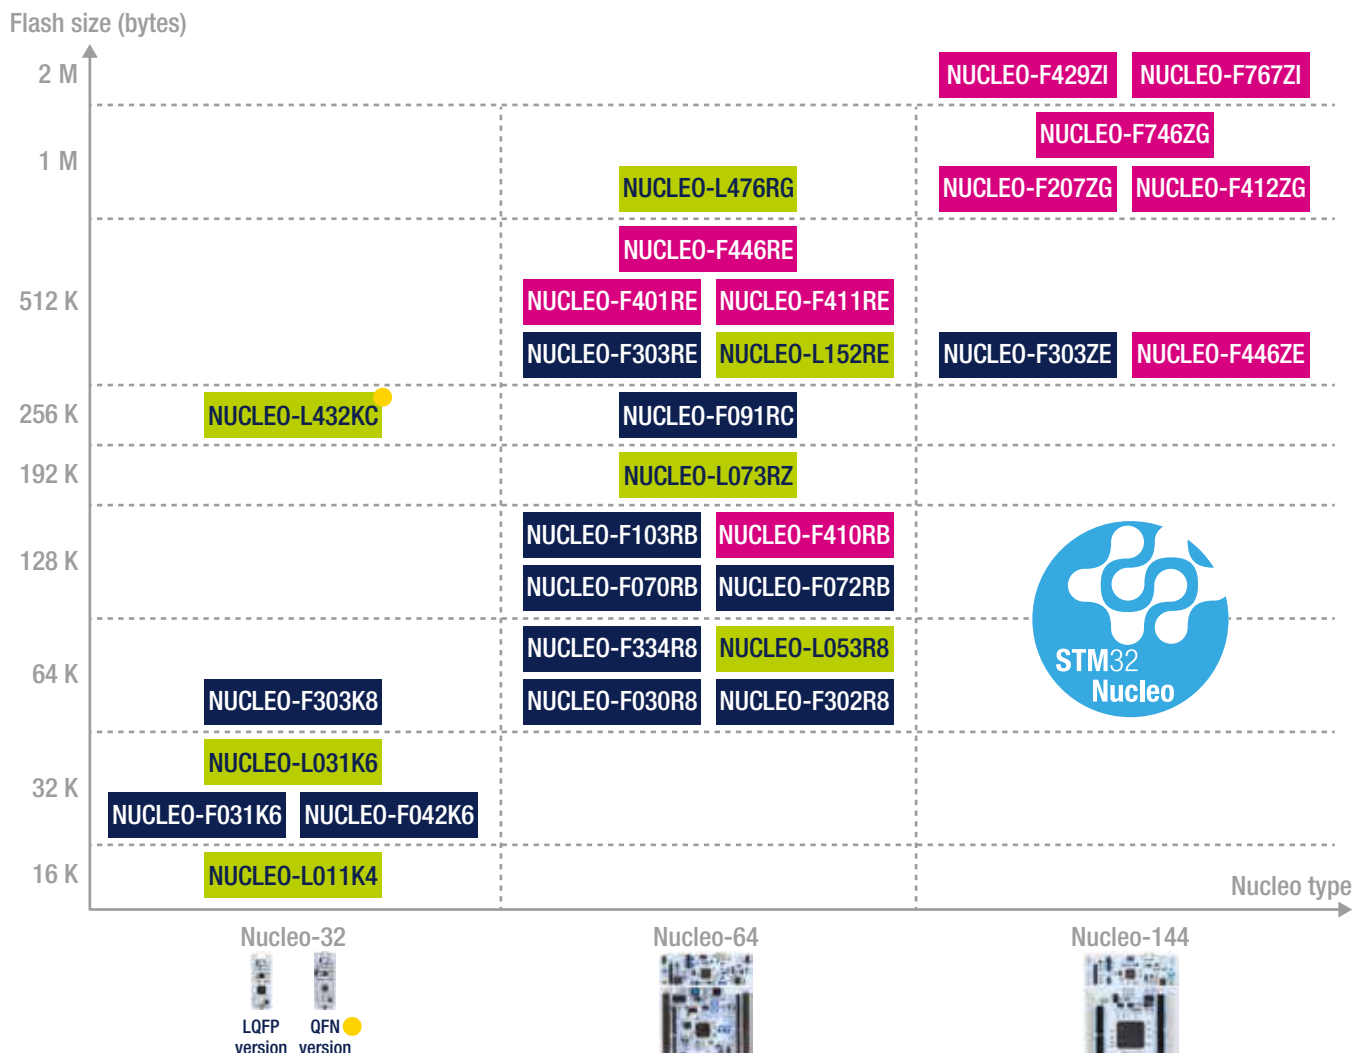 Flash size (bytes)
2 M
NUCLEO-F429ZI NUCLEO-F767ZI
NUCLEO-F746ZG
1 M
NUCLEO-L476RG NUCLEO-F207ZG NUCLEO-F412ZG
NUCLEO-F446RE
512 K
NUCLEO-F401RE NUCLEO-F411RE
NUCLEO-F303RE NUCLEO-L152RE NUCLEO-F303ZE NUCLEO-F446ZE
256 K
NUCLEO-L432KC NUCLEO-F091RC
192 K
NUCLEO-L073RZ
NUCLEO-F103RB NUCLEO-F410RB
128 K
NUCLEO-F070RB NUCLEO-F072RB
NUCLEO-F334R8 NUCLEO-L053R8
STM32
Nucleo
64 K
NUCLEO-F303K8 NUCLEO-F030R8 NUCLEO-F302R8
NUCLEO-L031K6
32 K
NUCLEO-F031K6 NUCLEO-F042K6
16 K
NUCLEO-L011K4
Nucleo type
Nucleo-32 Nucleo-64 Nucleo-144
LQFP version
QFN version